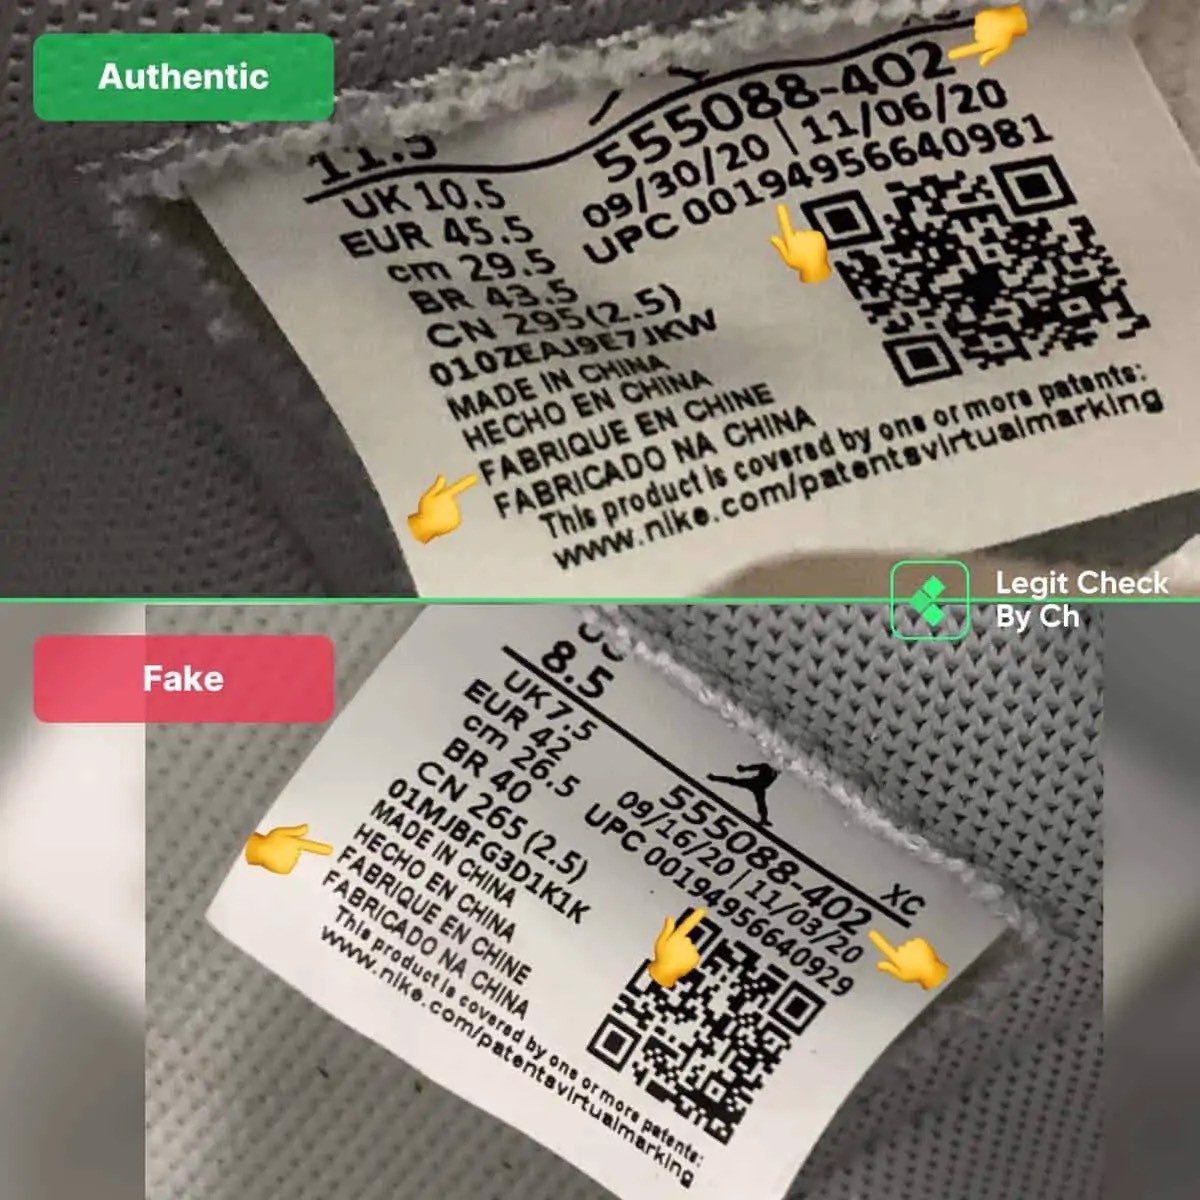 Authentic
11.5
UK 10.5
EUR 45.5
cm 29.5
BR 43.5
CN 295(2.5)
010ZEAJ9E7JKW
MADE IN CHINA
HECHO EN CHINA
FABRIQUE EN CHINE
FABRICADO NA CHINA
This product is covered by one or more patents:
www.nike.com/patentsvirtualmarking
555088-402
09/30/20 | 11/06/20
UPC 00194956640981
Legit Check
By Ch
Fake
8.5
UK 7.5
EUR 42
cm 26.5
BR 40
CN 265 (2.5)
01MJBFG3D1K1K
MADE IN CHINA
HECHO EN CHINA
FABRIQUE EN CHINE
FABRICADO NA CHINA
This product is covered by one or more patents:
www.nike.com/patentsvirtualmarking
XC
555088-402
09/16/20 | 11/03/20
UPC 00194956640929